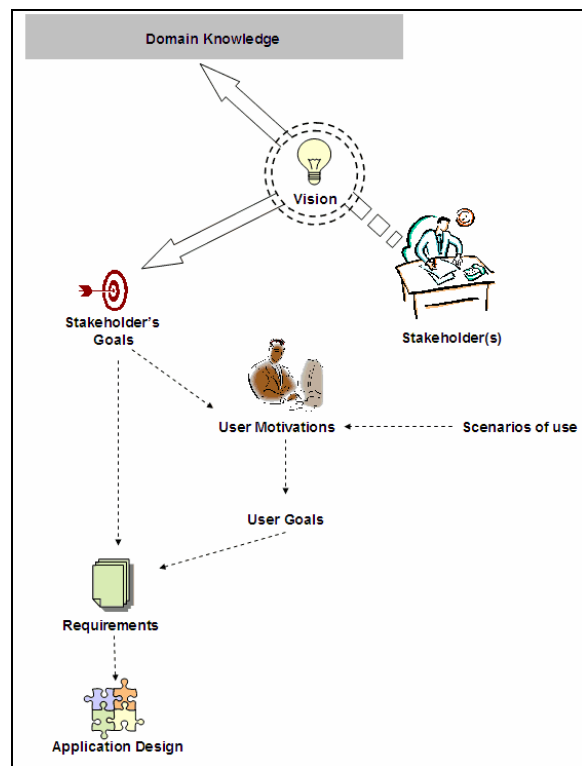 Domain Knowledge
Vision
Stakeholder's
Goals
Stakeholder(s)
User Motivations
Scenarios of use
User Goals
Requirements
Application Design